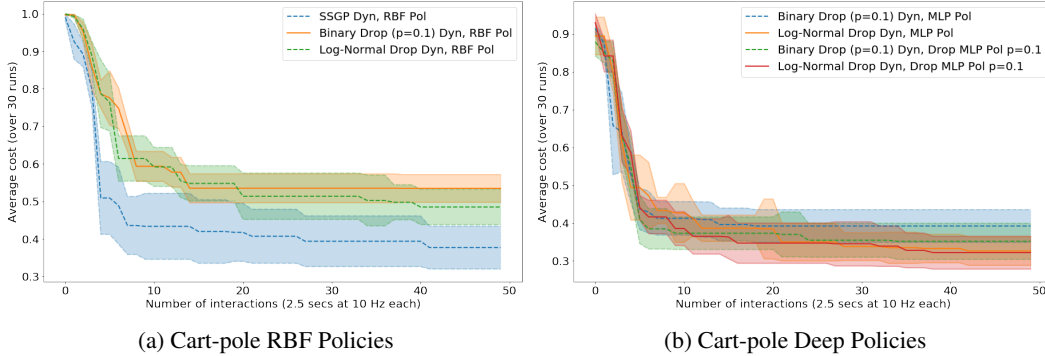 SSGP Dyn, RBF Pol
Binary Drop (p=0.1) Dyn, RBF Pol
Log-Normal Drop Dyn, RBF Pol
Average cost (over 30 runs)
1.0
0.9
0.8
0.7
0.6
0.5
0.4
0.3
0
10
20
30
40
50
Number of interactions (2.5 secs at 10 Hz each)
(a) Cart-pole RBF Policies
Binary Drop (p=0.1) Dyn, MLP Pol
Log-Normal Drop Dyn, MLP Pol
Binary Drop (p=0.1) Dyn, Drop MLP Pol p=0.1
Log-Normal Drop Dyn, Drop MLP Pol p=0.1
Average cost (over 30 runs)
1.0
0.9
0.8
0.7
0.6
0.5
0.4
0.3
0
10
20
30
40
50
Number of interactions (2.5 secs at 10 Hz each)
(b) Cart-pole Deep Policies